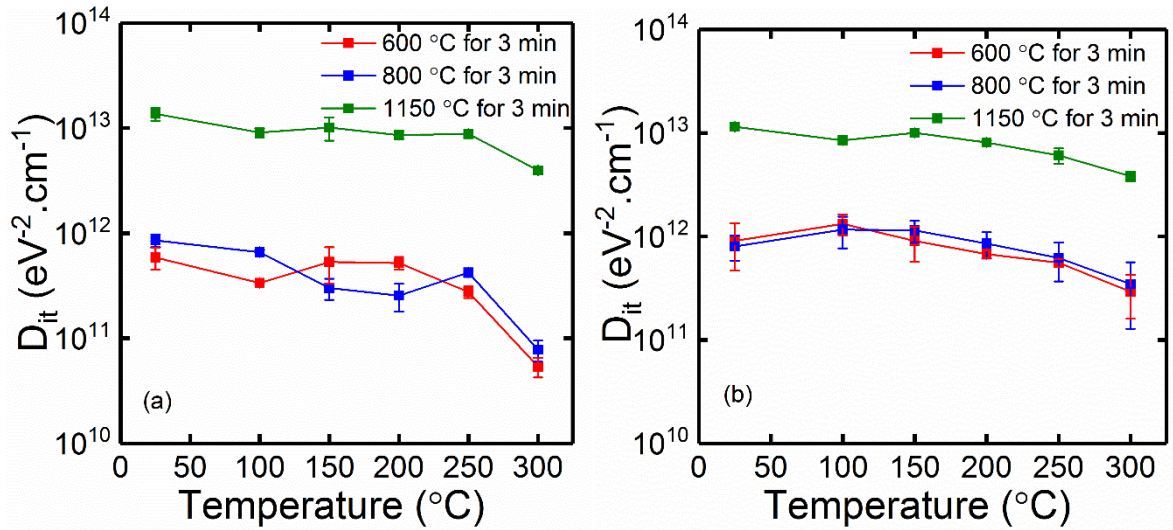 10^14
10^13
10^12
10^11
10^10
D_it (eV^-2.cm^-1)
600 °C for 3 min
800 °C for 3 min
1150 °C for 3 min
(a)
0 50 100 150 200 250 300
Temperature (°C)
10^14
10^13
10^12
10^11
10^10
D_it (eV^-2.cm^-1)
600 °C for 3 min
800 °C for 3 min
1150 °C for 3 min
(b)
0 50 100 150 200 250 300
Temperature (°C)